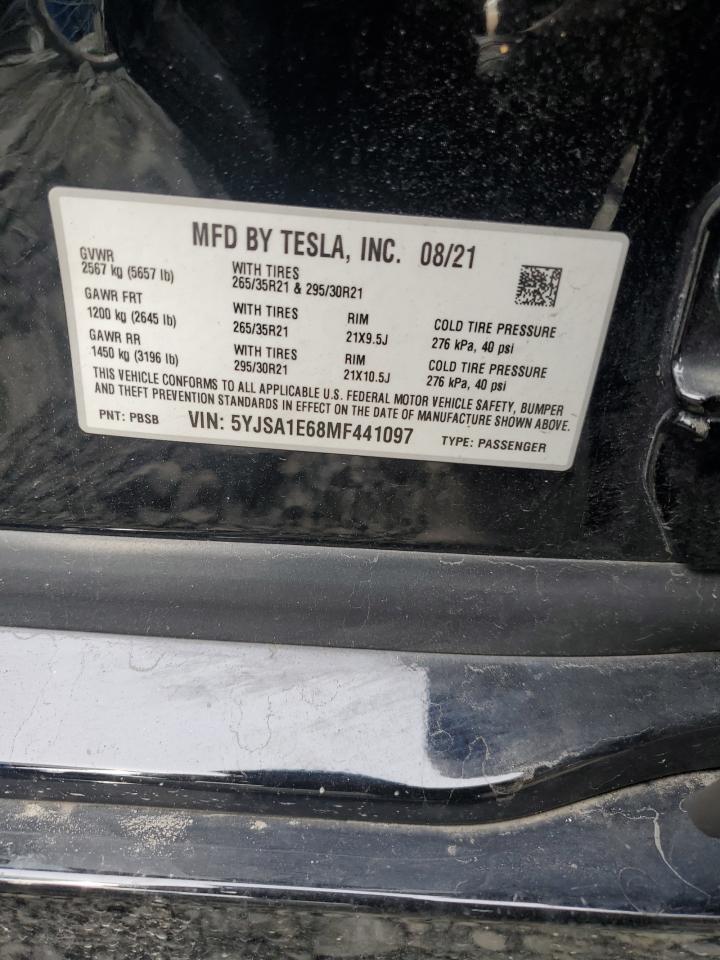 MFD BY TESLA, INC. 08/21
GVWR
2567 kg (5657 lb)
WITH TIRES
265/35R21 & 295/30R21
GAWR FRT
1200 kg (2645 lb)
WITH TIRES
265/35R21
RIM
21X9.5J
COLD TIRE PRESSURE
276 kPa, 40 psi
GAWR RR
1450 kg (3196 lb)
WITH TIRES
295/30R21
RIM
21X10.5J
COLD TIRE PRESSURE
276 kPa, 40 psi
THIS VEHICLE CONFORMS TO ALL APPLICABLE U.S. FEDERAL MOTOR VEHICLE SAFETY, BUMPER
AND THEFT PREVENTION STANDARDS IN EFFECT ON THE DATE OF MANUFACTURE SHOWN ABOVE.
PNT: PBSB VIN: 5YJSA1E68MF441097 TYPE: PASSENGER